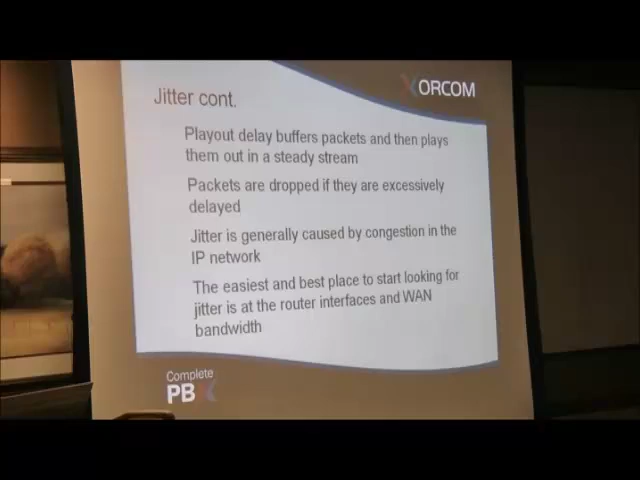 XORCOM
Jitter cont.
Playout delay buffers packets and then plays
them out in a steady stream
Packets are dropped if they are excessively
delayed
Jitter is generally caused by congestion in the
IP network
The easiest and best place to start looking for
jitter is at the router interfaces and WAN
bandwidth
Complete
PBX